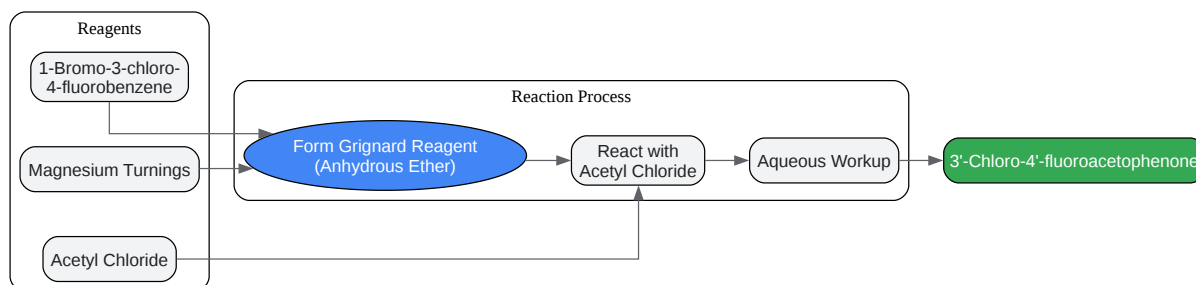 Reagents
1-Bromo-3-chloro-
4-fluorobenzene
Magnesium Turnings
Acetyl Chloride
Reaction Process
Form Grignard Reagent
(Anhydrous Ether)
React with
Acetyl Chloride
Aqueous Workup
3'-Chloro-4'-fluoroacetophenone